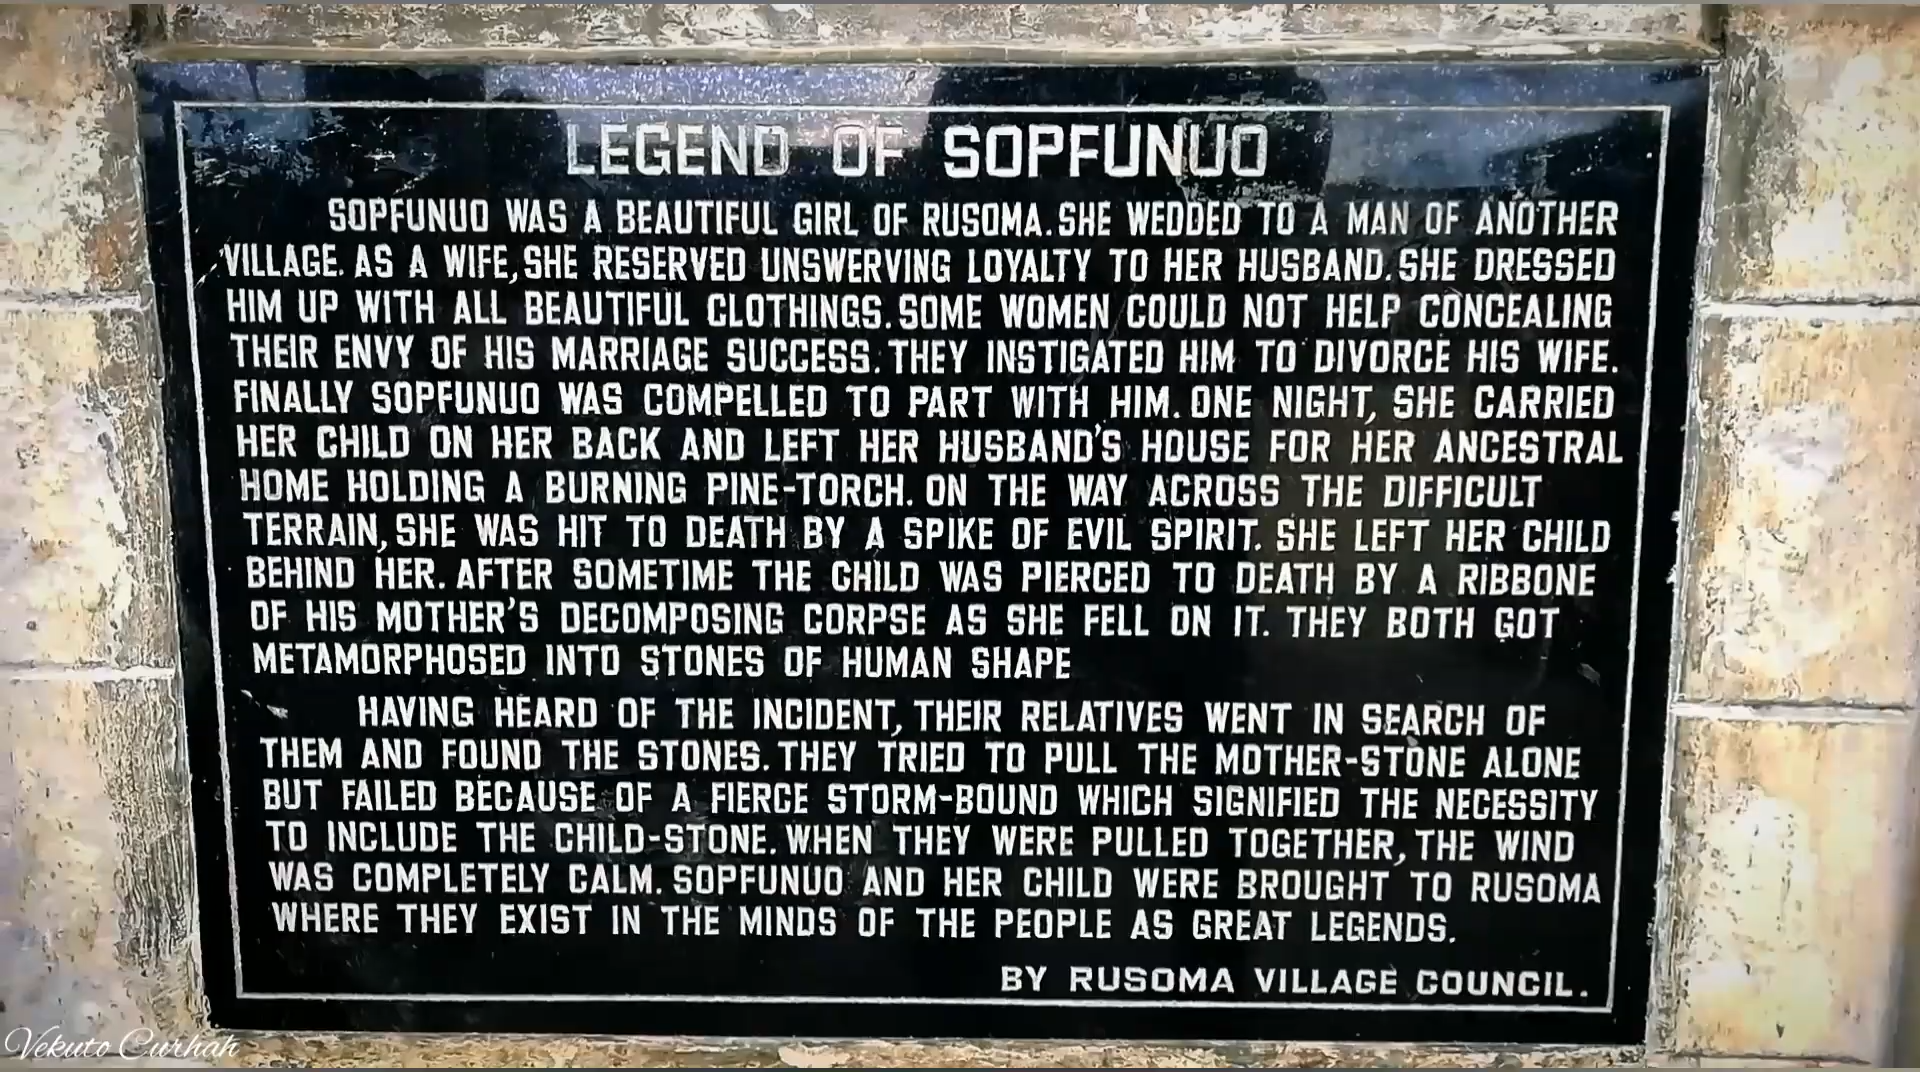 LEGEND OF SOPFUNUO
SOPFUNUO WAS A BEAUTIFUL GIRL OF RUSOMA. SHE WEDDED TO A MAN OF ANOTHER
VILLAGE. AS A WIFE, SHE RESERVED UNSWERVING LOYALTY TO HER HUSBAND. SHE DRESSED
HIM UP WITH ALL BEAUTIFUL CLOTHINGS. SOME WOMEN COULD NOT HELP CONCEALING
THEIR ENVY OF HIS MARRIAGE SUCCESS. THEY INSTIGATED HIM TO DIVORCE HIS WIFE.
FINALLY SOPFUNUO WAS COMPELLED TO PART WITH HIM. ONE NIGHT, SHE CARRIED
HER CHILD ON HER BACK AND LEFT HER HUSBAND'S HOUSE FOR HER ANCESTRAL
HOME HOLDING A BURNING PINE-TORCH. ON THE WAY ACROSS THE DIFFICULT
TERRAIN, SHE WAS HIT TO DEATH BY A SPIKE OF EVIL SPIRIT. SHE LEFT HER CHILD
BEHIND HER. AFTER SOMETIME THE CHILD WAS PIERCED TO DEATH BY A RIBBONE
OF HIS MOTHER'S DECOMPOSING CORPSE AS SHE FELL ON IT. THEY BOTH GOT
METAMORPHOSED INTO STONES OF HUMAN SHAPE
HAVING HEARD OF THE INCIDENT, THEIR RELATIVES WENT IN SEARCH OF
THEM AND FOUND THE STONES. THEY TRIED TO PULL THE MOTHER-STONE ALONE
BUT FAILED BECAUSE OF A FIERCE STORM-BOUND WHICH SIGNIFIED THE NECESSITY
TO INCLUDE THE CHILD-STONE. WHEN THEY WERE PULLED TOGETHER, THE WIND
WAS COMPLETELY CALM. SOPFUNUO AND HER CHILD WERE BROUGHT TO RUSOMA
WHERE THEY EXIST IN THE MINDS OF THE PEOPLE AS GREAT LEGENDS.
BY RUSOMA VILLAGE COUNCIL.
Vekuto Curhah